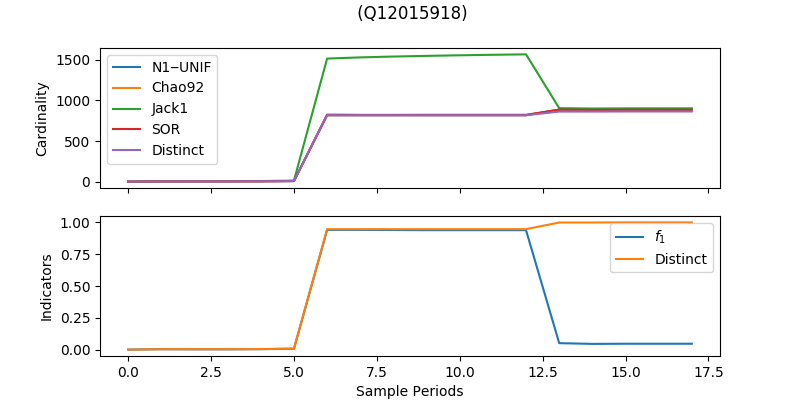 (Q12015918)
Cardinality
1500
1000
500
0
N1−UNIF
Chao92
Jack1
SOR
Distinct
Indicators
1.00
0.75
0.50
0.25
0.00
f1
Distinct
0.0 2.5 5.0 7.5 10.0 12.5 15.0 17.5
Sample Periods